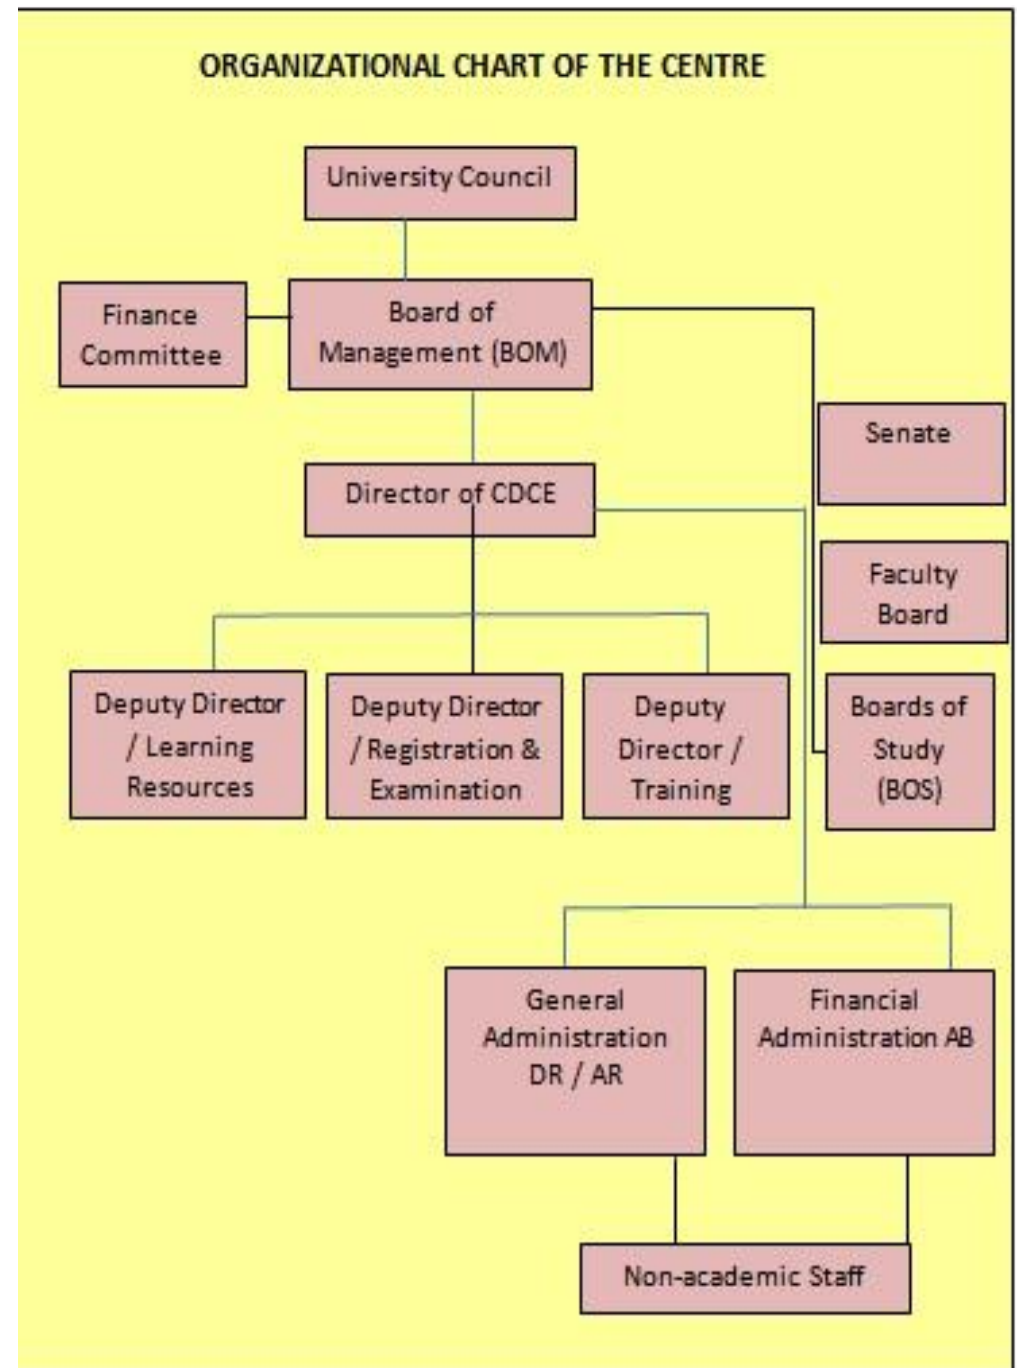 ORGANIZATIONAL CHART OF THE CENTRE
University Council
Finance
Committee
Board of
Management (BOM)
Senate
Director of CDCE
Faculty
Board
Deputy Director
/ Learning
Resources
Deputy Director
/ Registration &
Examination
Deputy
Director /
Training
Boards of
Study
(BOS)
General
Administration
DR / AR
Financial
Administration AB
Non-academic Staff